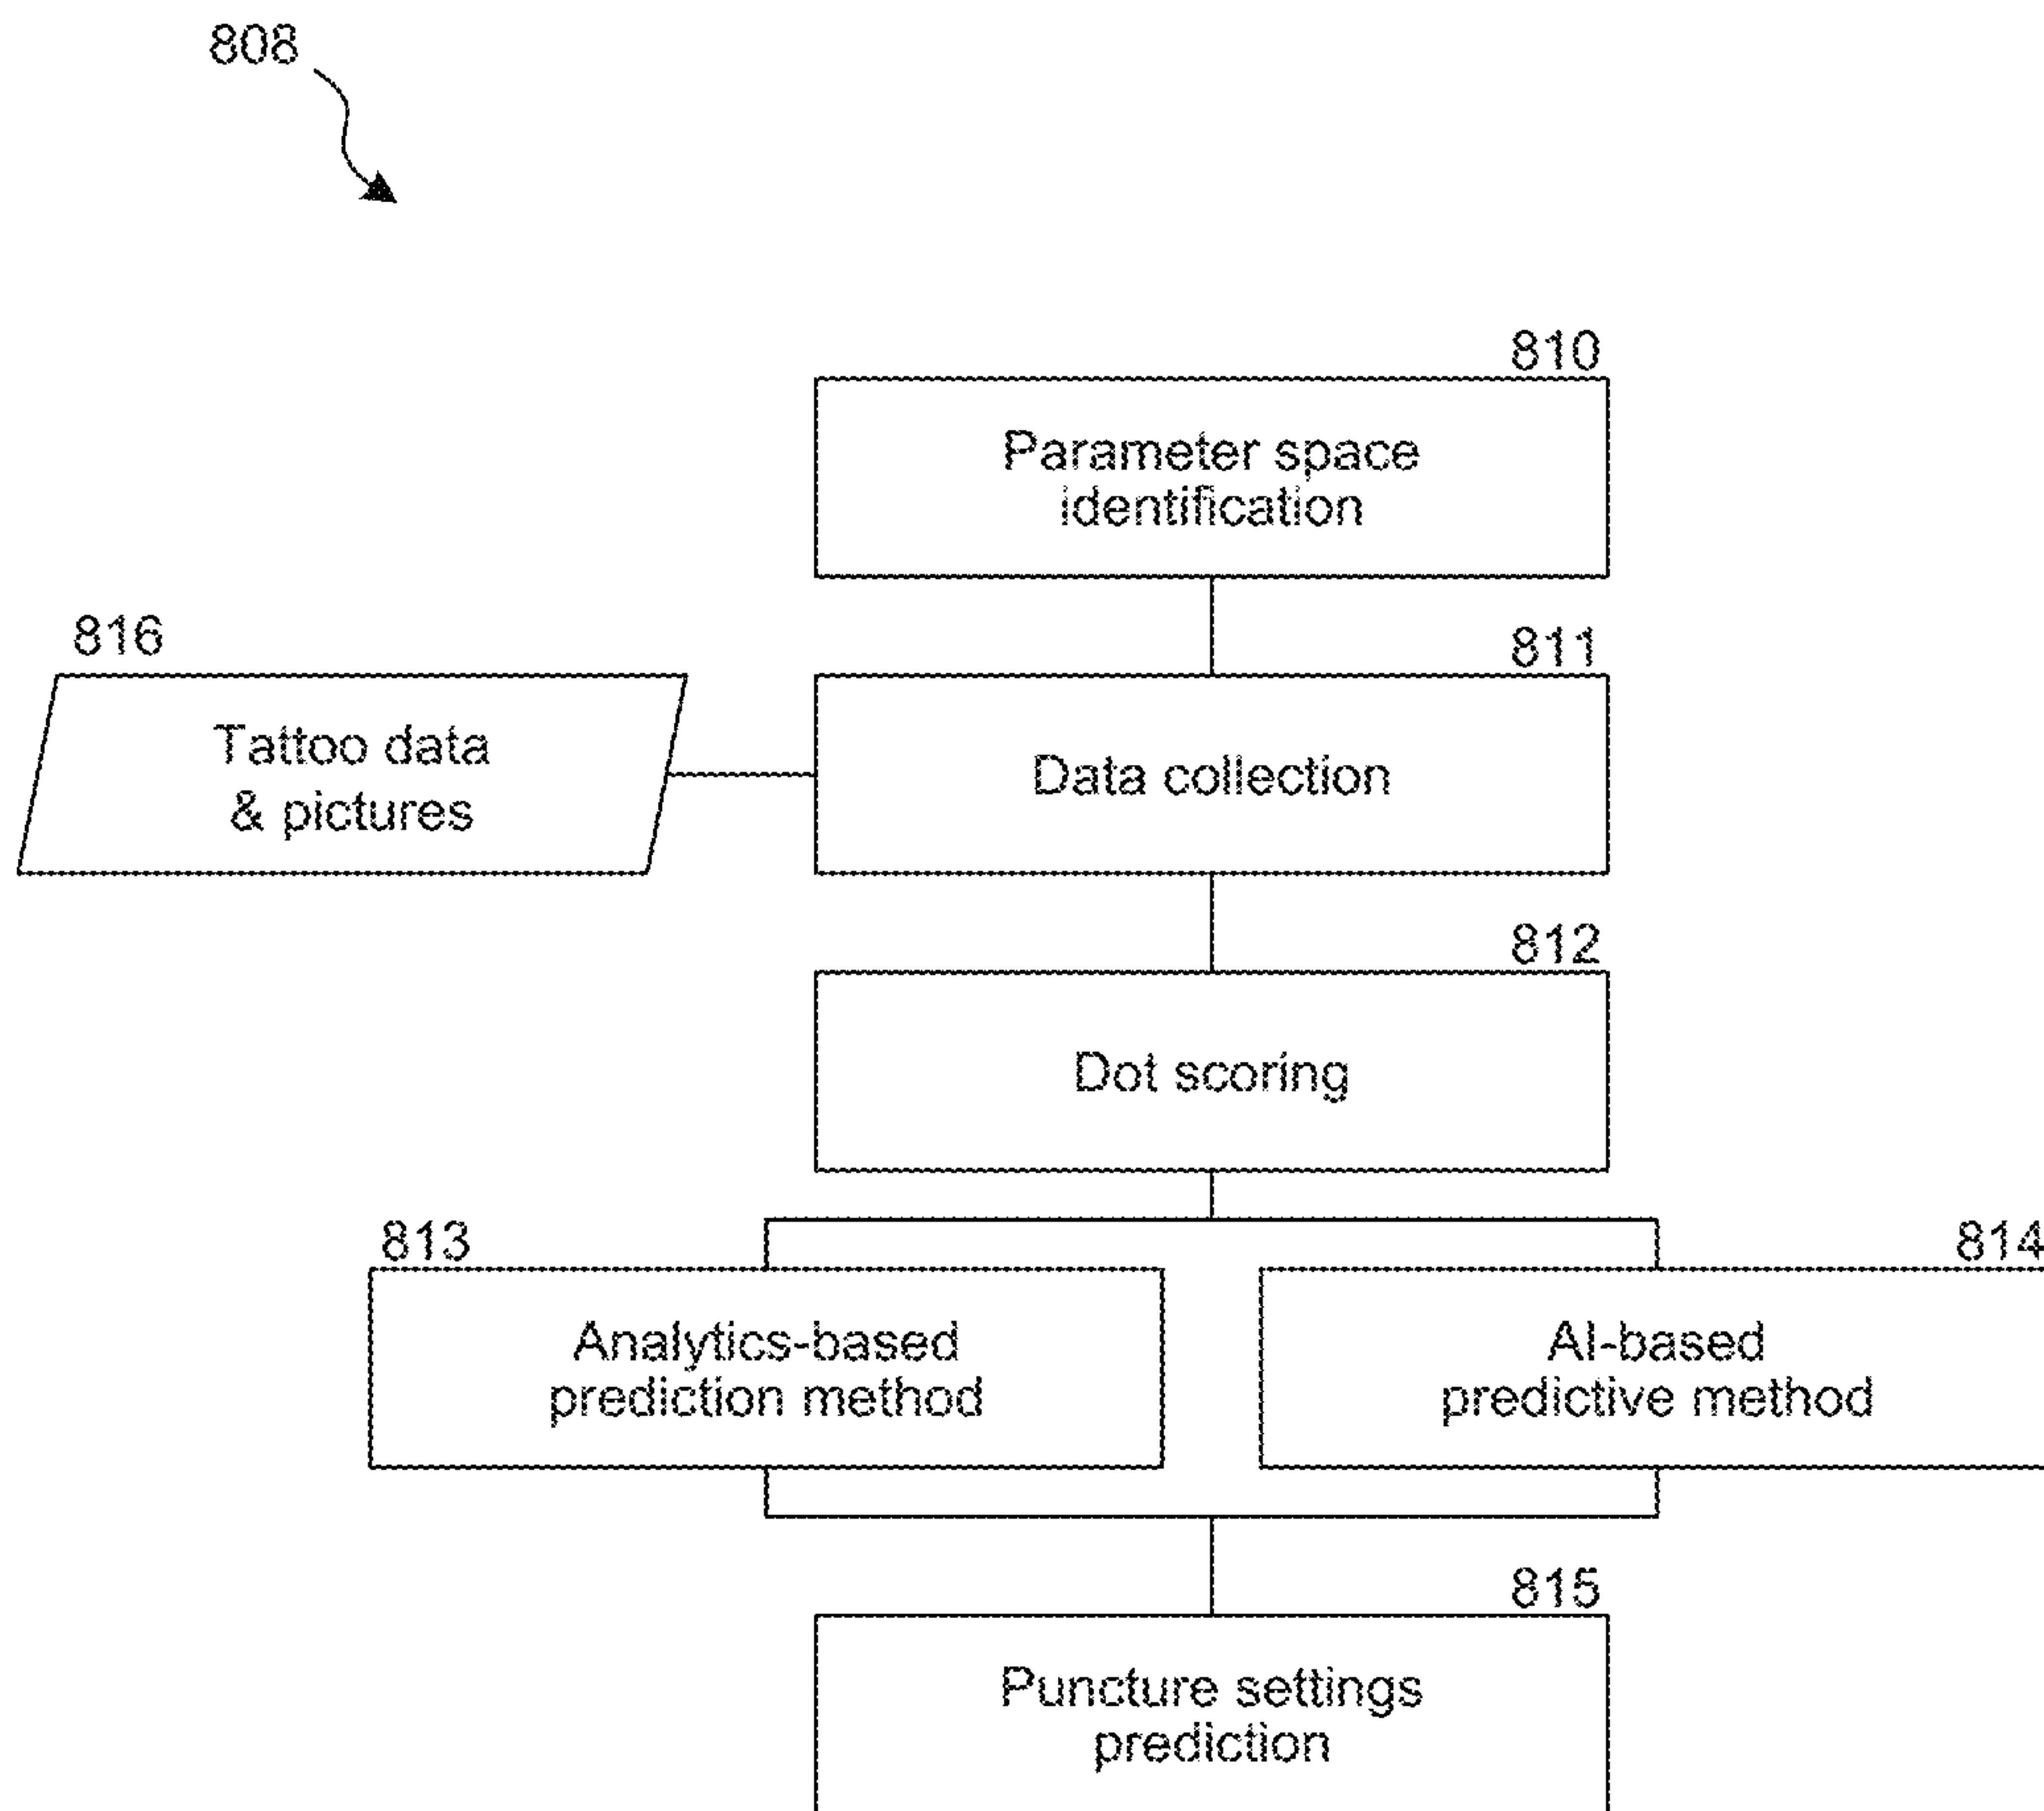 808
810
Parameter space
identification
816
811
Tattoo data
& pictures
Data collection
812
Dot scoring
813
814
Analytics-based
prediction method
AI-based
predictive method
815
Puncture settings
prediction